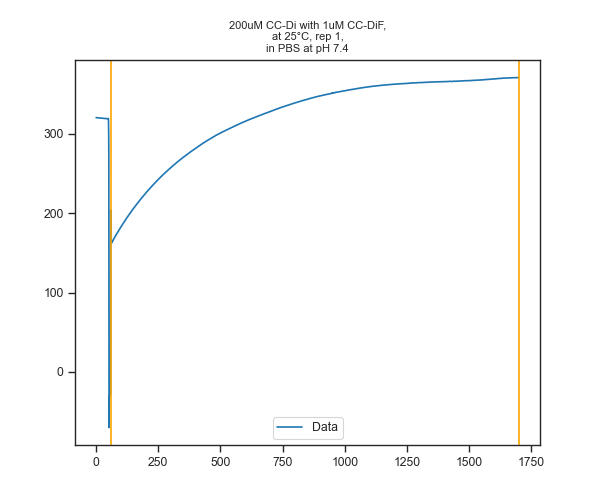 200uM CC-Di with 1uM CC-DiF,
at 25°C, rep 1,
in PBS at pH 7.4
300
200
100
0
Data
0 250 500 750 1000 1250 1500 1750